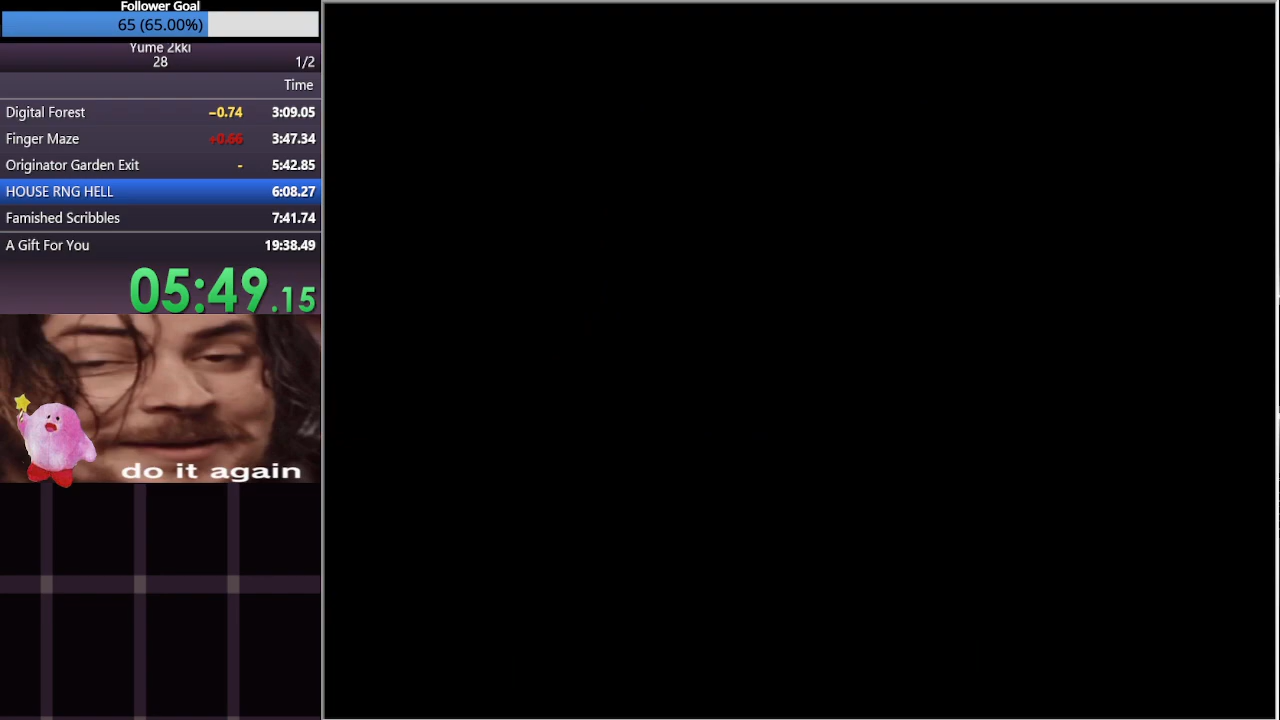 Follower Goal
65 (65.00%)
Yume 2kki
28 1/2
Time
Digital Forest −0.74 3:09.05
Finger Maze +0.66 3:47.34
Originator Garden Exit - 5:42.85
HOUSE RNG HELL 6:08.27
Famished Scribbles 7:41.74
A Gift For You 19:38.49
05:49.15
do it again